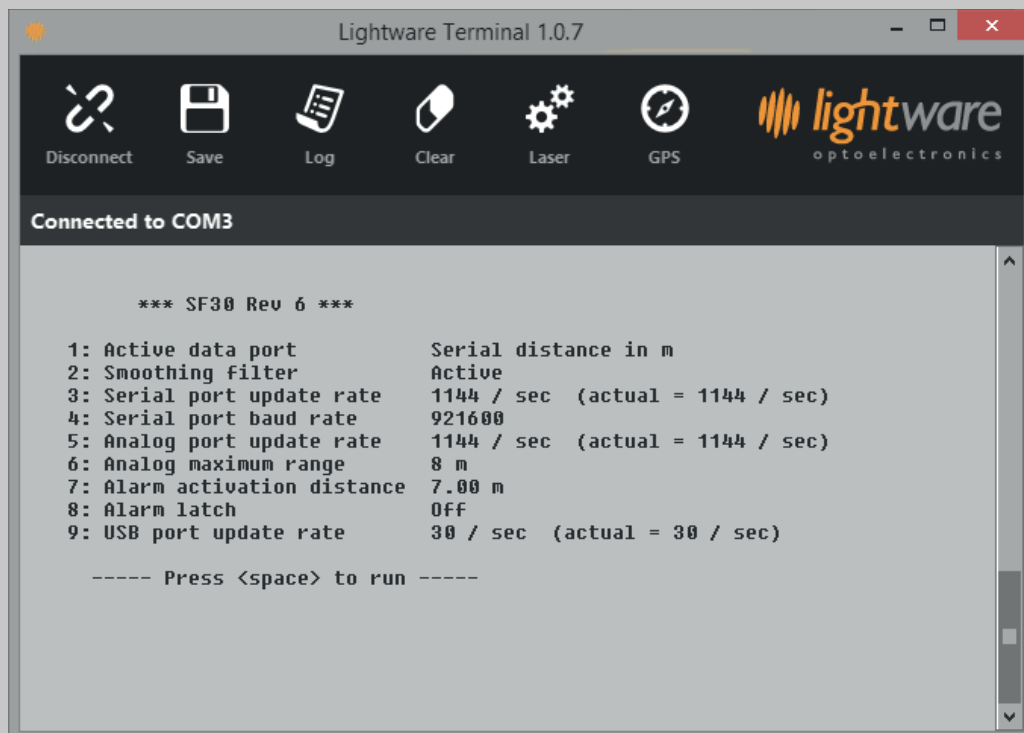 Lightware Terminal 1.0.7
Disconnect Save Log Clear Laser GPS
lightware
optoelectronics
Connected to COM3
*** SF30 Rev 6 ***
1: Active data port Serial distance in m
2: Smoothing filter Active
3: Serial port update rate 1144 / sec (actual = 1144 / sec)
4: Serial port baud rate 921600
5: Analog port update rate 1144 / sec (actual = 1144 / sec)
6: Analog maximum range 8 m
7: Alarm activation distance 7.00 m
8: Alarm latch Off
9: USB port update rate 30 / sec (actual = 30 / sec)
----- Press <space> to run -----